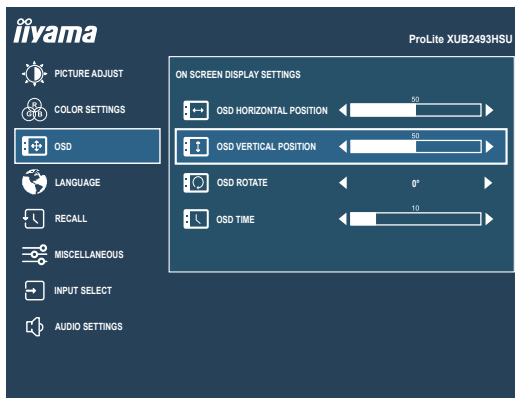 iiyama
ProLite XUB2493HSU
PICTURE ADJUST
R
G B
COLOR SETTINGS
OSD
LANGUAGE
RECALL
MISCELLANEOUS
INPUT SELECT
AUDIO SETTINGS
ON SCREEN DISPLAY SETTINGS
OSD HORIZONTAL POSITION
50
OSD VERTICAL POSITION
50
OSD ROTATE
0°
OSD TIME
10